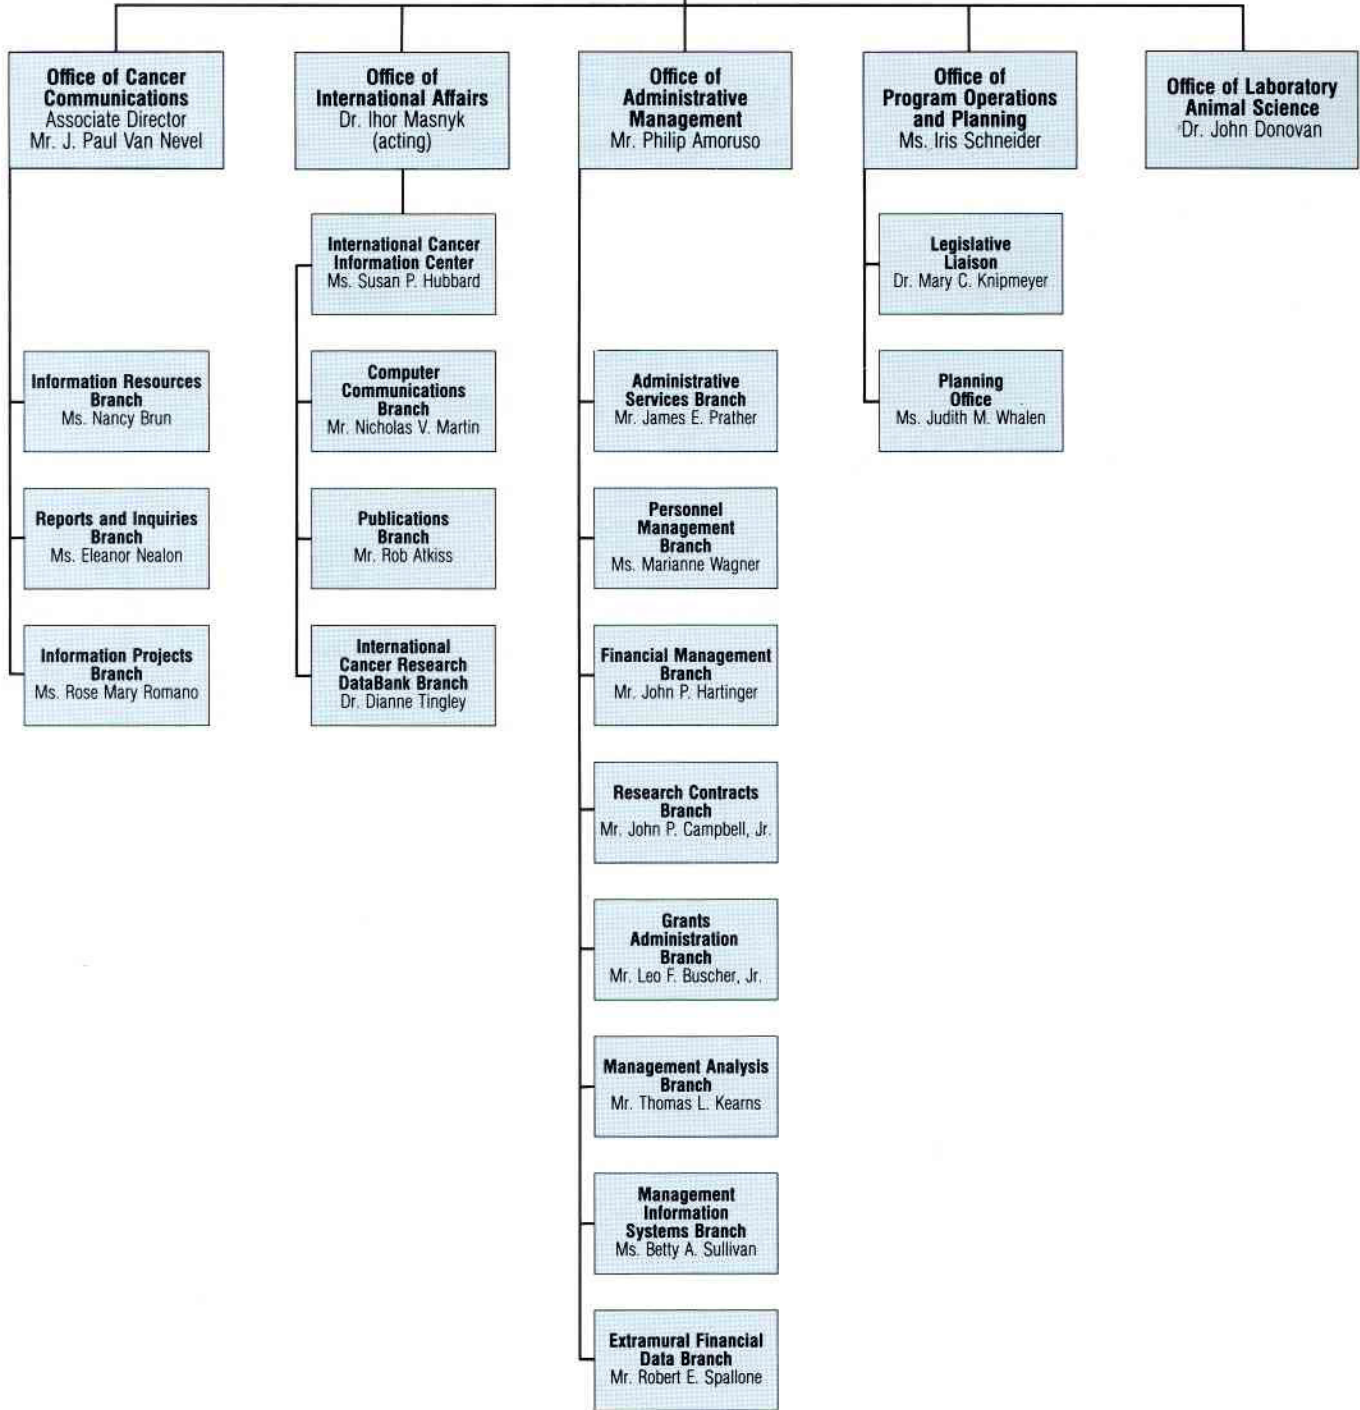 Office of Cancer
Communications
Associate Director
Mr. J. Paul Van Nevel
Office of
International Affairs
Dr. Ihor Masnyk
(acting)
Office of
Administrative
Management
Mr. Philip Amoruso
Office of
Program Operations
and Planning
Ms. Iris Schneider
Office of Laboratory
Animal Science
Dr. John Donovan
International Cancer
Information Center
Ms. Susan P. Hubbard
Legislative
Liaison
Dr. Mary C. Knipmeyer
Information Resources
Branch
Ms. Nancy Brun
Computer
Communications
Branch
Mr. Nicholas V. Martin
Administrative
Services Branch
Mr. James E. Prather
Planning
Office
Ms. Judith M. Whalen
Reports and Inquiries
Branch
Ms. Eleanor Nealon
Publications
Branch
Mr. Rob Atkiss
Personnel
Management
Branch
Ms. Marianne Wagner
Information Projects
Branch
Ms. Rose Mary Romano
International
Cancer Research
DataBank Branch
Dr. Dianne Tingley
Financial Management
Branch
Mr. John P. Hartinger
Research Contracts
Branch
Mr. John P. Campbell, Jr.
Grants
Administration
Branch
Mr. Leo F. Buscher, Jr.
Management Analysis
Branch
Mr. Thomas L. Kearns
Management
Information
Systems Branch
Ms. Betty A. Sullivan
Extramural Financial
Data Branch
Mr. Robert E. Spallone